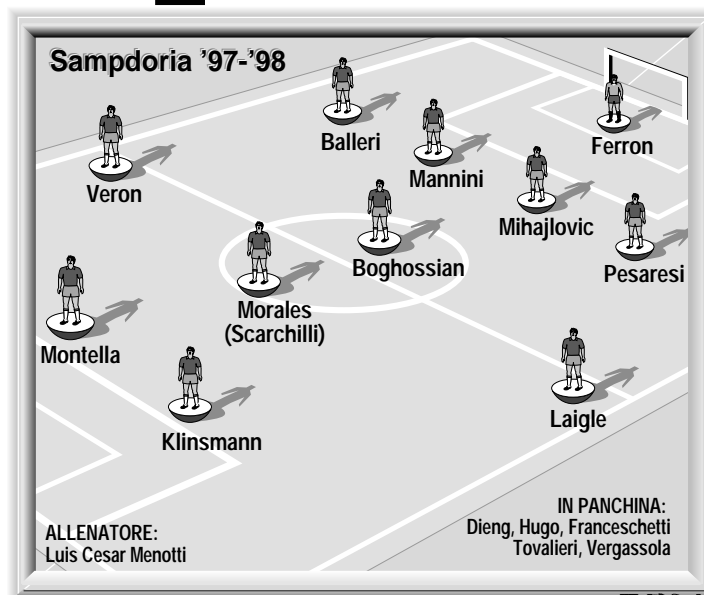 Sampdoria ’97-’98
Balleri
Ferron
Mannini
Veron
Mihajlovic
Boghossian
Pesaresi
Morales
(Scarchilli)
Montella
Laigle
Klinsmann
ALLENATORE:
Luis Cesar Menotti
IN PANCHINA:
Dieng, Hugo, Franceschetti
Tovalieri, Vergassola